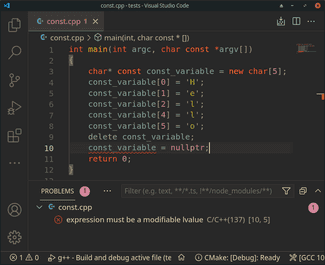 const.cpp - tests - Visual Studio Code
const.cpp 1
const.cpp > main(int argc, char const * [])
1 int main(int argc, char const *argv[])
2 {
3 char* const const_variable = new char[5];
4 const_variable[0] = 'H';
5 const_variable[1] = 'e';
6 const_variable[2] = 'l';
7 const_variable[4] = 'l';
8 const_variable[5] = 'o';
9 delete const_variable;
10 const_variable = nullptr;
11 return 0;
12 }
PROBLEMS 1
Filter (e.g. text, **/*.ts, !**/node_modules/**)
const.cpp 1
expression must be a modifiable lvalue C/C++(137) [10, 5]
1 0 g++ - Build and debug active file (te CMake: [Debug]: Ready [GCC 10